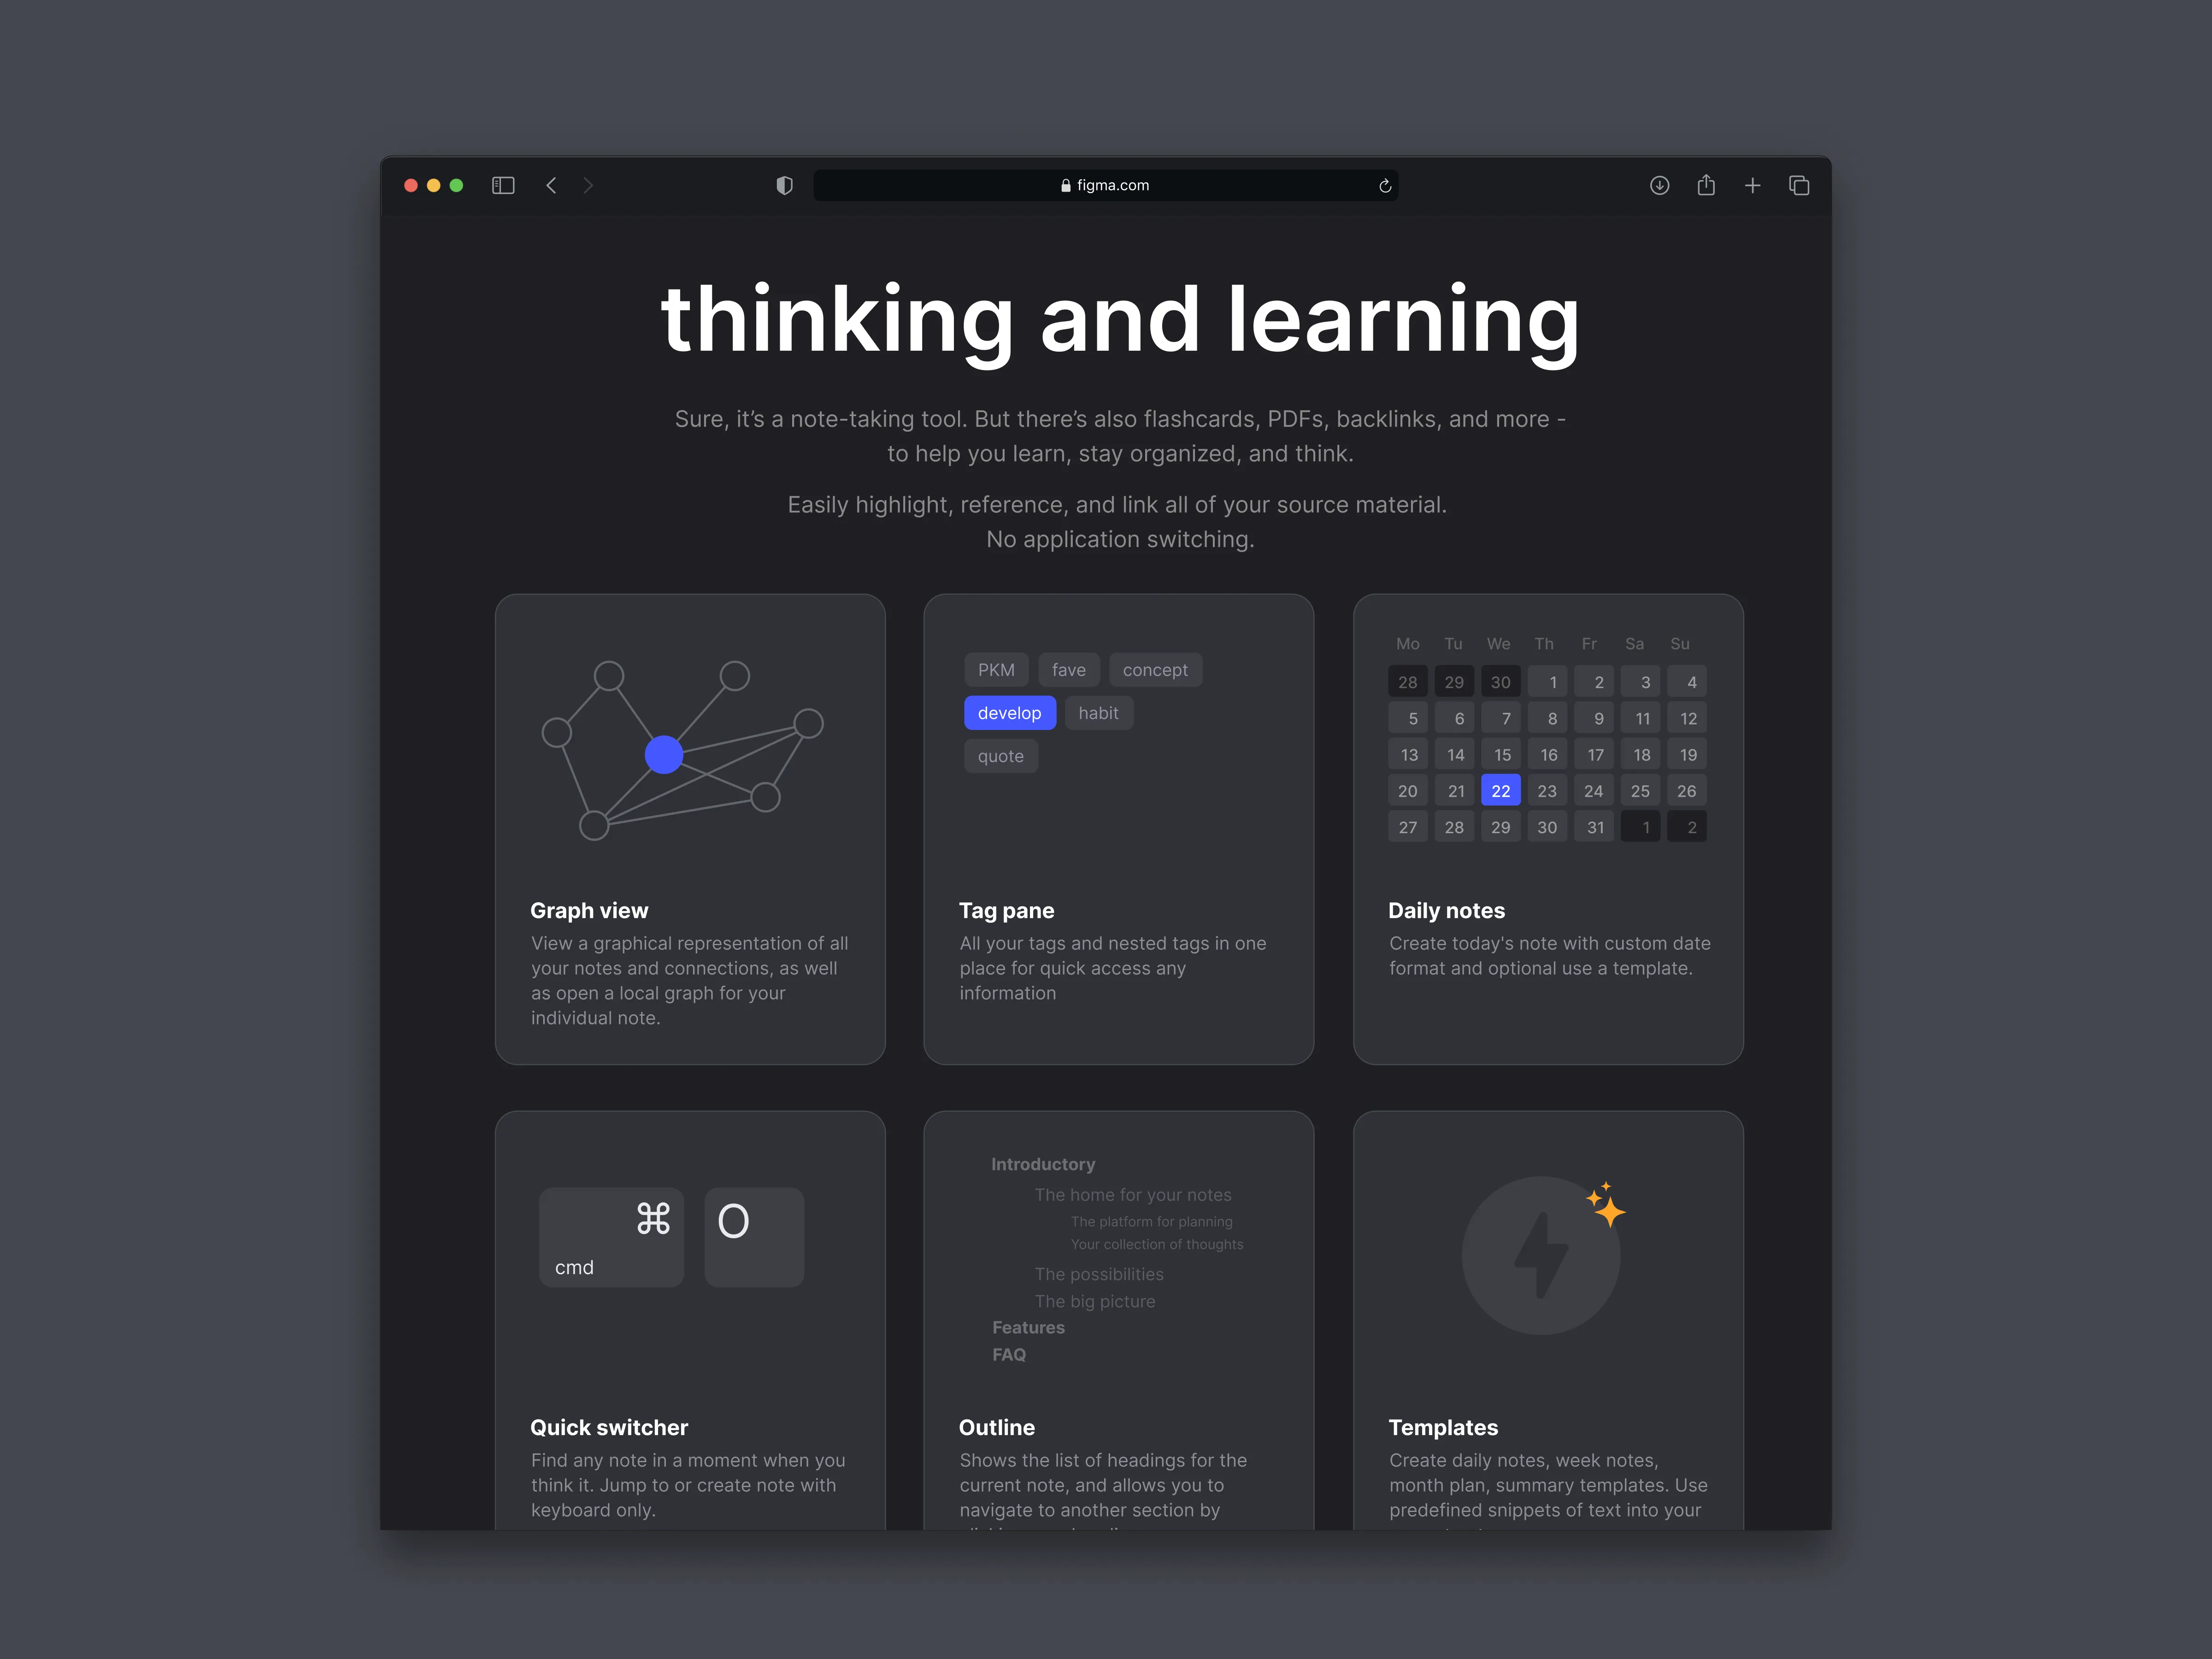 figma.com
thinking and learning
Sure, it’s a note-taking tool. But there’s also flashcards, PDFs, backlinks, and more -
to help you learn, stay organized, and think.
Easily highlight, reference, and link all of your source material.
No application switching.
PKM fave concept
develop habit
quote
Mo Tu We Th Fr Sa Su
28 29 30 1 2 3 4
5 6 7 8 9 11 12
13 14 15 16 17 18 19
20 21 22 23 24 25 26
27 28 29 30 31 1 2
Graph view
View a graphical representation of all
your notes and connections, as well
as open a local graph for your
individual note.
Tag pane
All your tags and nested tags in one
place for quick access any
information
Daily notes
Create today's note with custom date
format and optional use a template.
⌘ O
cmd
Introductory
The home for your notes
The platform for planning
Your collection of thoughts
The possibilities
The big picture
Features
FAQ
Quick switcher
Find any note in a moment when you
think it. Jump to or create note with
keyboard only.
Outline
Shows the list of headings for the
current note, and allows you to
navigate to another section by
Templates
Create daily notes, week notes,
month plan, summary templates. Use
predefined snippets of text into your